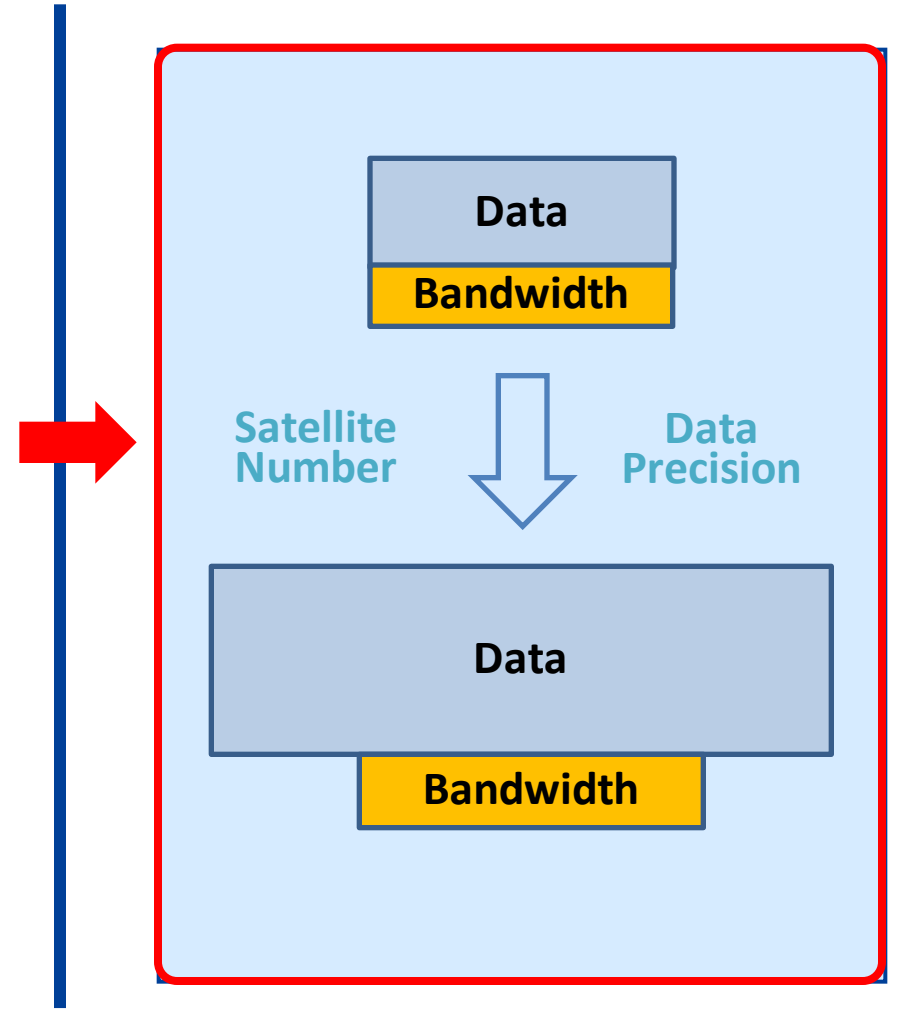 Data
Bandwidth
Satellite
Number
Data
Precision
Data
Bandwidth